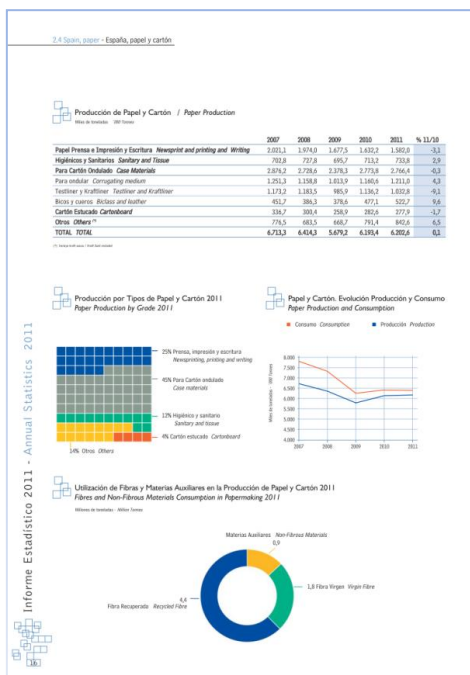 2.4 Spain, paper - España, papel y cartón
Producción de Papel y Cartón / Paper Production
Miles de toneladas · '000 Tonnes
2007 2008 2009 2010 2011 % 11/10
Papel Prensa e Impresión y Escritura Newsprint and printing and Writing 2.021,1 1.974,0 1.677,5 1.632,2 1.582,0 -3,1
Higiénicos y Sanitarios Sanitary and Tissue 702,8 727,8 695,7 713,2 733,8 2,9
Para Cartón Ondulado Case Materials 2.876,2 2.728,6 2.378,3 2.773,8 2.766,4 -0,3
Para ondular Corrugating medium 1.251,3 1.158,8 1.013,9 1.160,6 1.211,0 4,3
Testliner y Kraftliner Testliner and Kraftliner 1.173,2 1.183,5 985,9 1.136,2 1.032,8 -9,1
Bicos y cueros Biclass and leather 451,7 386,3 378,6 477,1 522,7 9,6
Cartón Estucado Cartonboard 336,7 300,4 258,9 282,6 277,9 -1,7
Otros Others (*) 776,5 683,5 668,7 791,4 842,6 6,5
TOTAL TOTAL 6.713,3 6.414,3 5.679,2 6.193,4 6.202,6 0,1
Producción por Tipos de Papel y Cartón 2011
Paper Production by Grade 2011
25% Prensa, impresión y escritura
Newsprinting, printing and writing
45% Para Cartón ondulado
Case materials
12% Higiénico y sanitario
Sanitary and tissue
4% Cartón estucado Cartonboard
14% Otros Others
Papel y Cartón. Evolución Producción y Consumo
Paper Production and Consumption
Consumo Consumption
Producción Production
Miles de toneladas · '000 Tonnes
8.000
7.500
7.000
6.500
6.000
5.500
5.000
4.500
4.000
2007 2008 2009 2010 2011
Utilización de Fibras y Materias Auxiliares en la Producción de Papel y Cartón 2011
Fibres and Non-Fibrous Materials Consumption in Papermaking 2011
Millones de toneladas · Million Tonnes
Materias Auxiliares Non-Fibrous Materials
0,9
1,9 Fibra Virgen Virgin Fibre
4,4
Fibra Recuperada Recycled Fibre
Informe Estadístico 2011 - Annual Statistics 2011
16